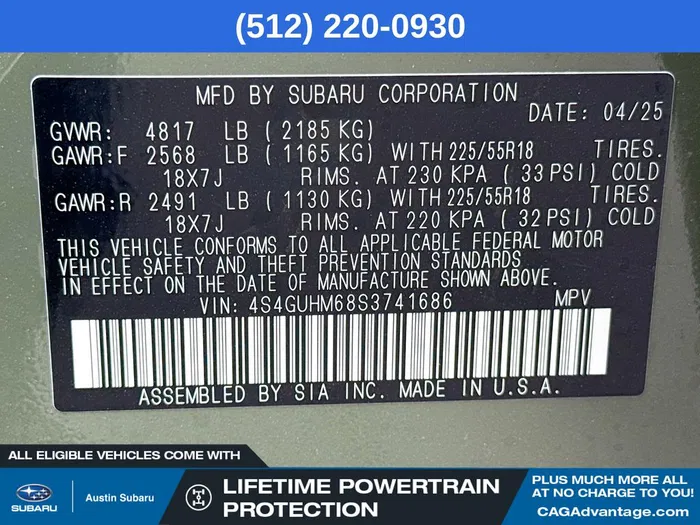 (512) 220-0930
MFD BY SUBARU CORPORATION
DATE: 04/25
GVWR: 4817 LB (2185 KG)
GAWR:F 2568 LB (1165 KG) WITH 225/55R18 TIRES.
18X7J RIMS. AT 230 KPA (33 PSI) COLD
GAWR:R 2491 LB (1130 KG) WITH 225/55R18 TIRES.
18X7J RIMS. AT 220 KPA (32 PSI) COLD
THIS VEHICLE CONFORMS TO ALL APPLICABLE FEDERAL MOTOR
VEHICLE SAFETY AND THEFT PREVENTION STANDARDS
IN EFFECT ON THE DATE OF MANUFACTURE SHOWN ABOVE.
VIN: 4S4GUHM68S3741686 MPV
ASSEMBLED BY SIA INC. MADE IN U.S.A.
ALL ELIGIBLE VEHICLES COME WITH
SUBARU
Austin Subaru
LIFETIME POWERTRAIN
PROTECTION
PLUS MUCH MORE ALL
AT NO CHARGE TO YOU!
CAGAdvantage.com